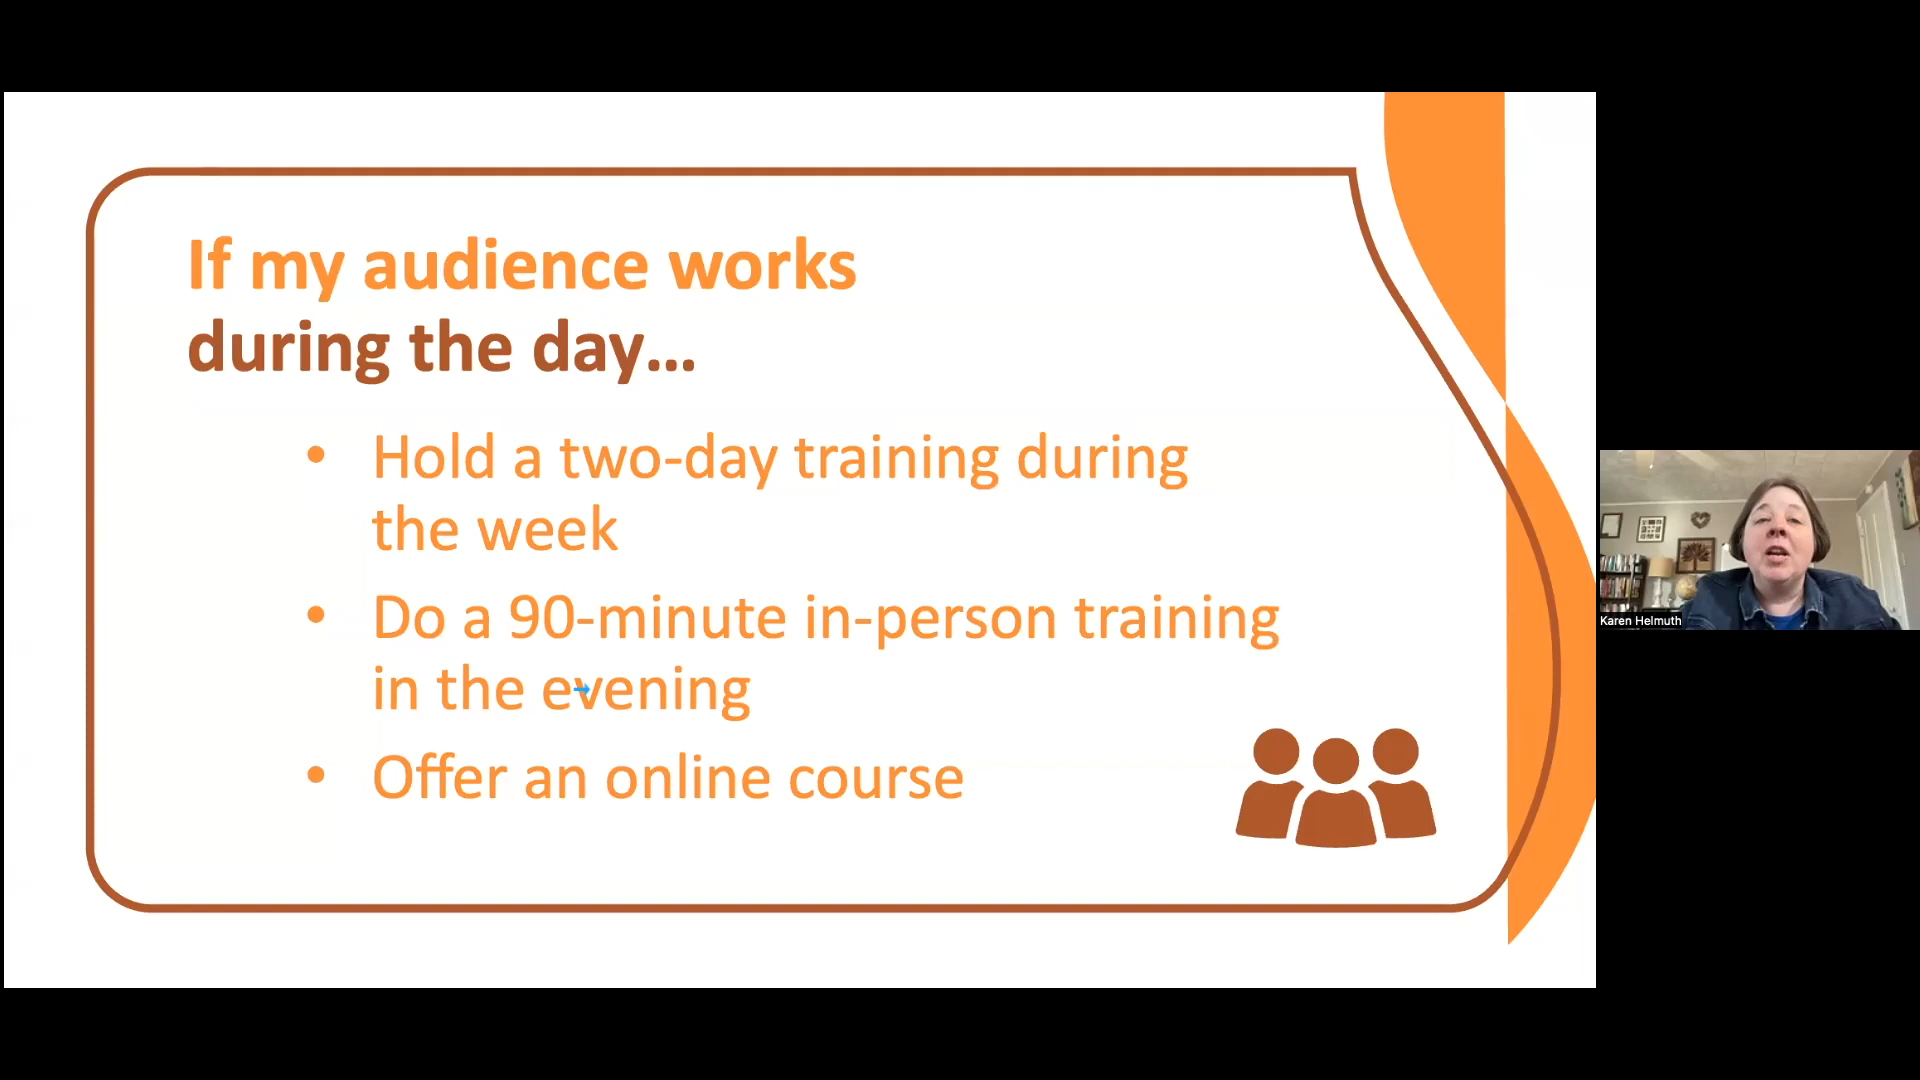 If my audience works
during the day...
• Hold a two-day training during
the week
• Do a 90-minute in-person training
in the evening
• Offer an online course
Karen Helmuth